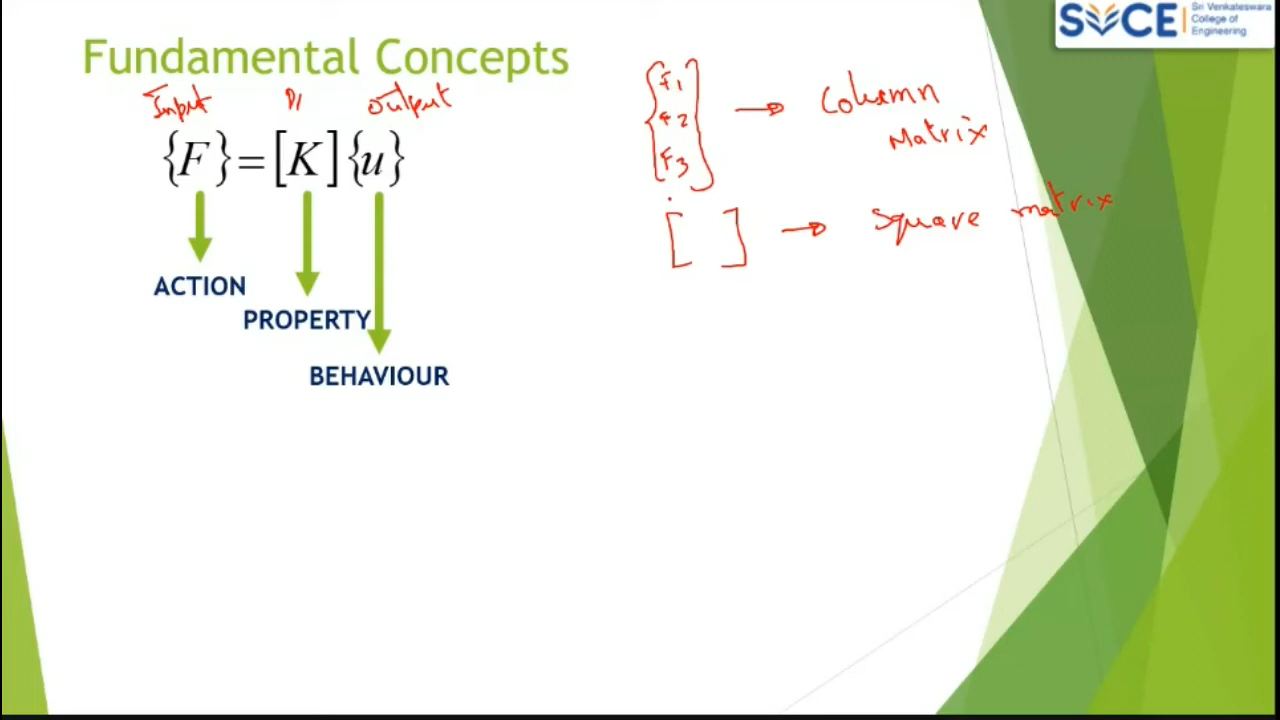 SVCE
Sri Venkateswara
College of
Engineering
Fundamental Concepts
Input
output
{F} = [K]{u}
ACTION
PROPERTY
BEHAVIOUR
{F1
F2
F3} → Column
Matrix
[ ] → Square matrix